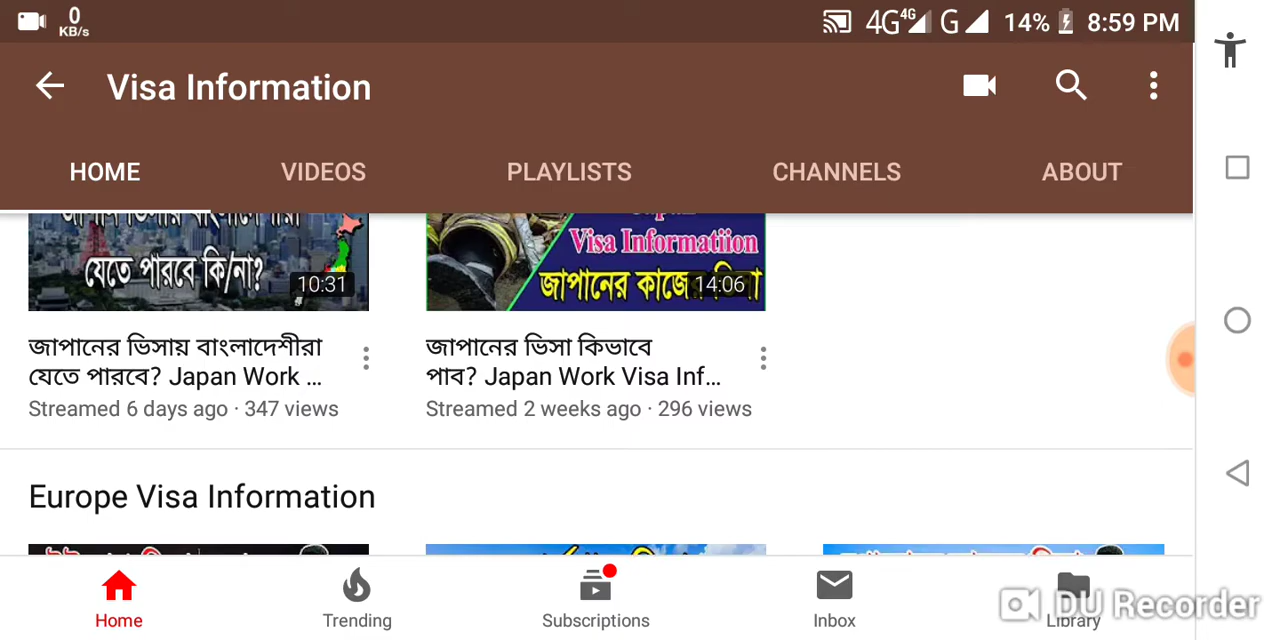 0
KB/s
4G 4G G 14% 8:59 PM
Visa Information
HOME VIDEOS PLAYLISTS CHANNELS ABOUT
জাপান ভিসায় বাংলাদেশীরা
যেতে পারবে কি/না?
10:31
Visa Informatiion
জাপানের কাজে
14:06
জাপানের ভিসায় বাংলাদেশীরা
যেতে পারবে? Japan Work ...
Streamed 6 days ago · 347 views
জাপানের ভিসা কিভাবে
পাব? Japan Work Visa Inf...
Streamed 2 weeks ago · 296 views
Europe Visa Information
Home Trending Subscriptions Inbox Library
DU Recorder